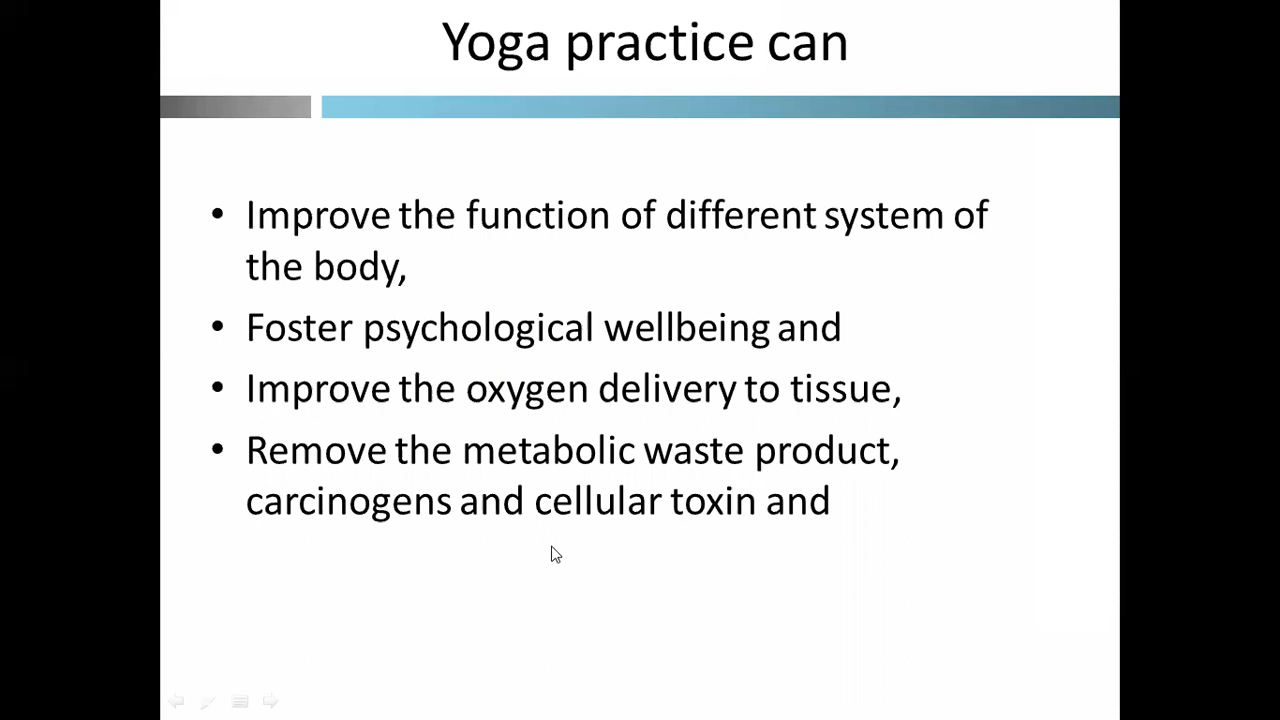 Yoga practice can
• Improve the function of different system of
the body,
• Foster psychological wellbeing and
• Improve the oxygen delivery to tissue,
• Remove the metabolic waste product,
carcinogens and cellular toxin and